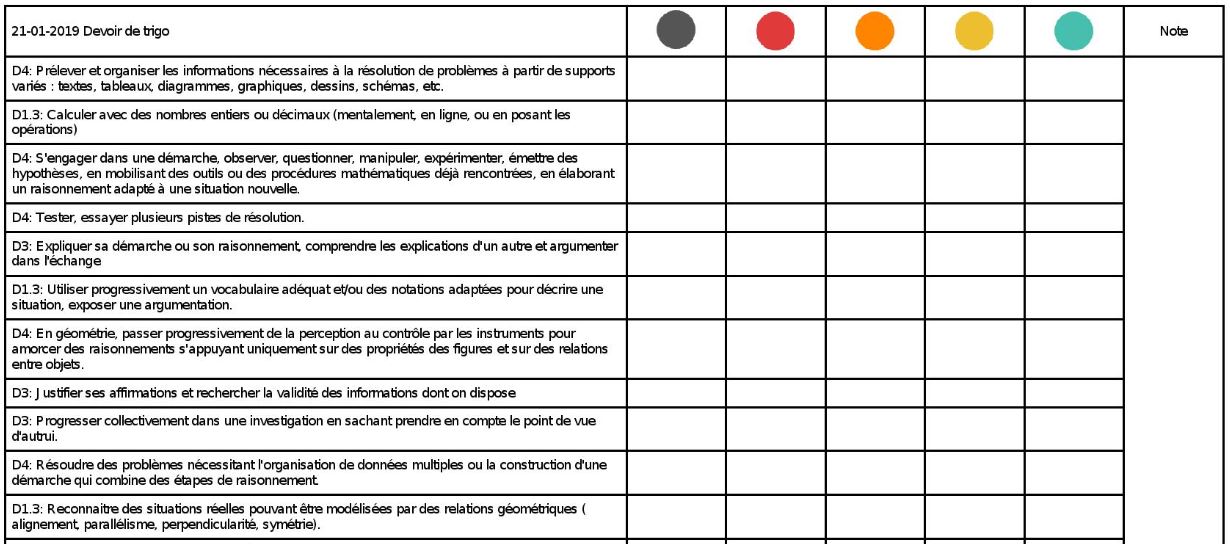 21-01-2019 Devoir de trigo
Note
D4: Prélever et organiser les informations nécessaires à la résolution de problèmes à partir de supports
variés : textes, tableaux, diagrammes, graphiques, dessins, schémas, etc.
D1.3: Calculer avec des nombres entiers ou décimaux (mentalement, en ligne, ou en posant les
opérations)
D4: S'engager dans une démarche, observer, questionner, manipuler, expérimenter, émettre des
hypothèses, en mobilisant des outils ou des procédures mathématiques déjà rencontrées, en élaborant
un raisonnement adapté à une situation nouvelle.
D4: Tester, essayer plusieurs pistes de résolution.
D3: Expliquer sa démarche ou son raisonnement, comprendre les explications d'un autre et argumenter
dans l'échange
D1.3: Utiliser progressivement un vocabulaire adéquat et/ou des notations adaptées pour décrire une
situation, exposer une argumentation.
D4: En géométrie, passer progressivement de la perception au contrôle par les instruments pour
amorcer des raisonnements s'appuyant uniquement sur des propriétés des figures et sur des relations
entre objets.
D3: Justifier ses affirmations et rechercher la validité des informations dont on dispose
D3: Progresser collectivement dans une investigation en sachant prendre en compte le point de vue
d'autrui.
D4: Résoudre des problèmes nécessitant l'organisation de données multiples ou la construction d'une
démarche qui combine des étapes de raisonnement.
D1.3: Reconnaitre des situations réelles pouvant être modélisées par des relations géométriques (
alignement, parallélisme, perpendicularité, symétrie).